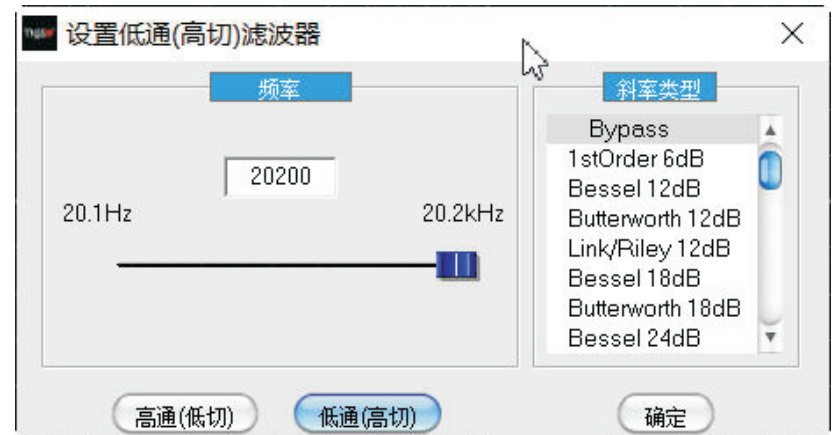 设置低通(高切)滤波器
频率
20200
20.1Hz
20.2kHz
斜率类型
Bypass
1stOrder 6dB
Bessel 12dB
Butterworth 12dB
Link/Riley 12dB
Bessel 18dB
Butterworth 18dB
Bessel 24dB
高通(低切)
低通(高切)
确定